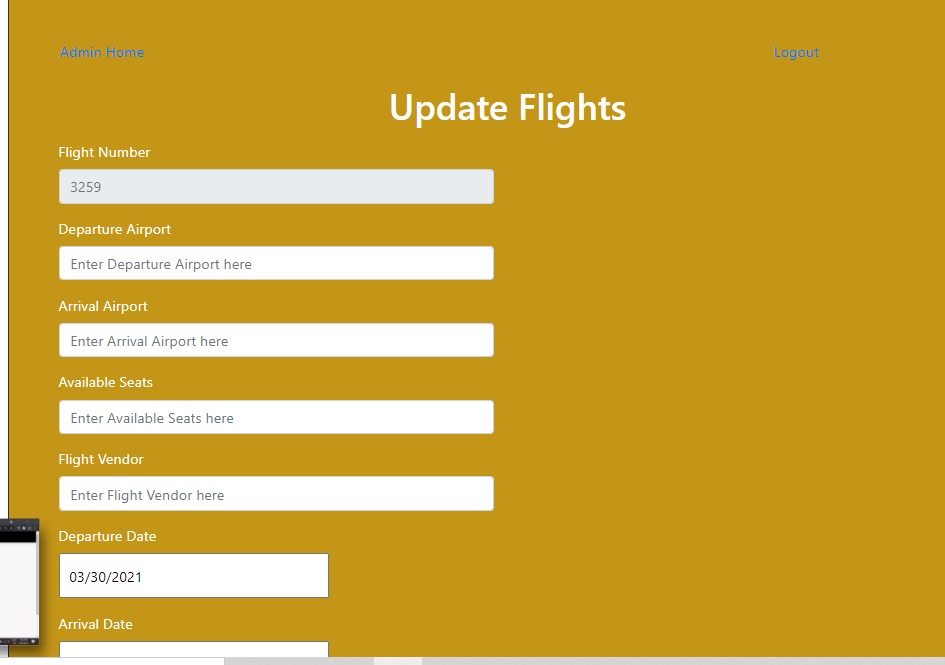 Admin Home
Logout
Update Flights
Flight Number
3259
Departure Airport
Enter Departure Airport here
Arrival Airport
Enter Arrival Airport here
Available Seats
Enter Available Seats here
Flight Vendor
Enter Flight Vendor here
Departure Date
03/30/2021
Arrival Date